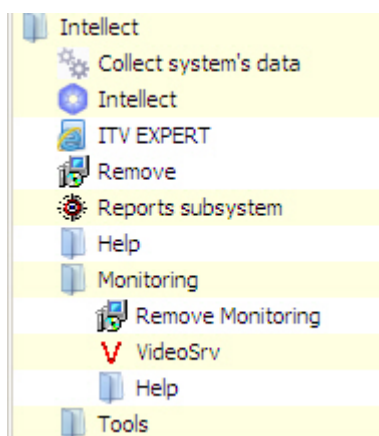 Intellect
Collect system's data
Intellect
ITV EXPERT
Remove
Reports subsystem
Help
Monitoring
Remove Monitoring
VideoSrv
Help
Tools